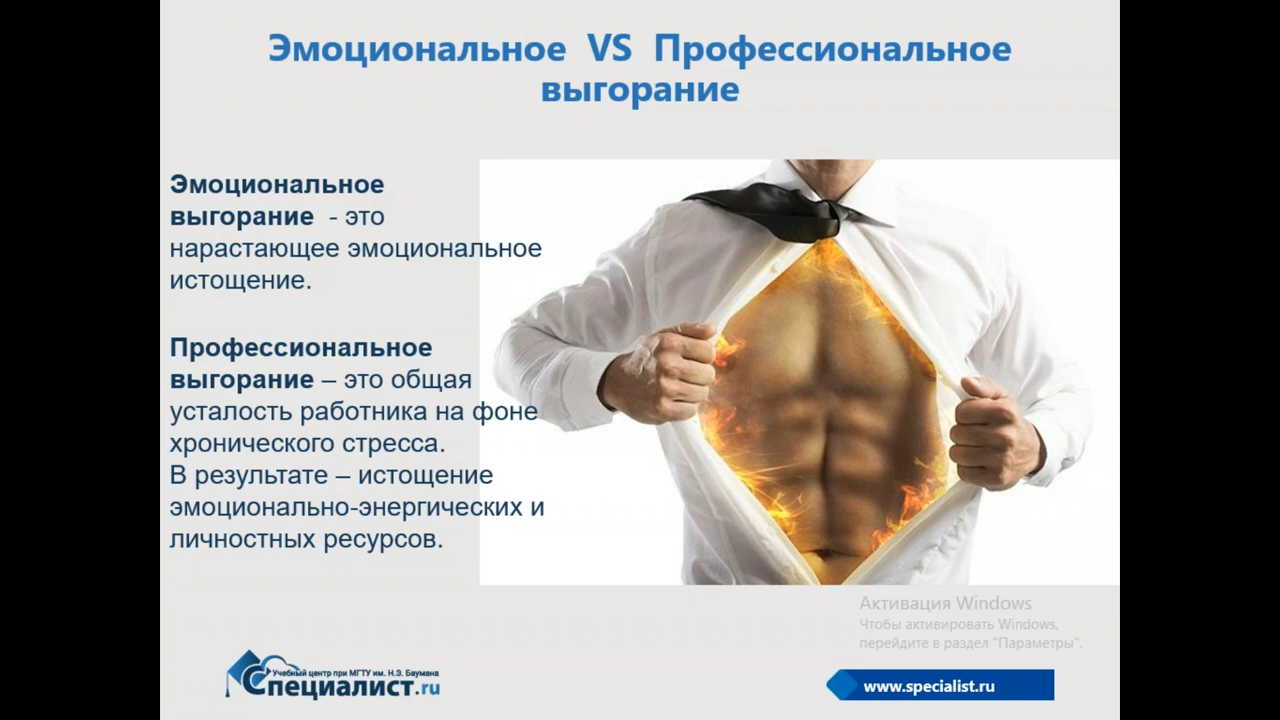 Эмоциональное VS Профессиональное
выгорание
Эмоциональное
выгорание - это
нарастающее эмоциональное
истощение.
Профессиональное
выгорание – это общая
усталость работника на фоне
хронического стресса.
В результате – истощение
эмоционально-энергических и
личностных ресурсов.
Активация Windows
Чтобы активировать Windows,
перейдите в раздел "Параметры".
Учебный центр при МГТУ им. Н.Э. Баумана
Специалист.ru
www.specialist.ru